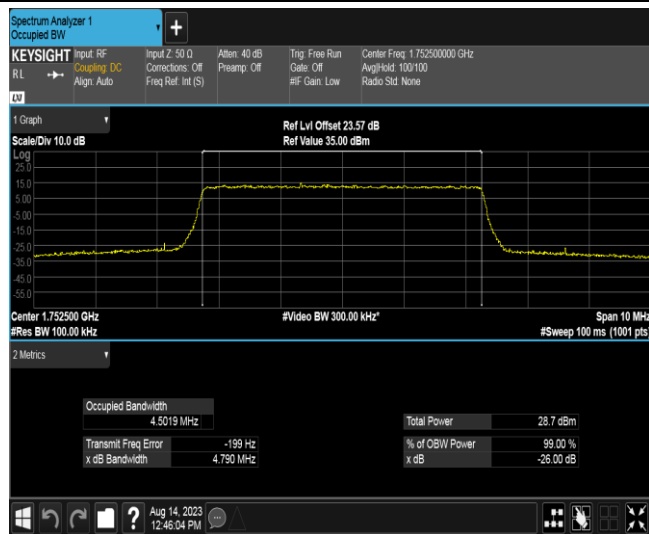 Spectrum Analyzer 1
Occupied BW
+
KEYSIGHT
RL
LXI
Input: RF
Coupling: DC
Align: Auto
Input Z: 50 Ω
Corrections: Off
Freq Ref: Int (S)
Atten: 40 dB
Preamp: Off
Trig: Free Run
Gate: Off
#IF Gain: Low
Center Freq: 1.752500000 GHz
Avg|Hold: 100/100
Radio Std: None
1 Graph
Scale/Div 10.0 dB
Ref Lvl Offset 23.57 dB
Ref Value 35.00 dBm
Log
25.0
15.0
5.00
-5.00
-15.0
-25.0
-35.0
-45.0
-55.0
Center 1.752500 GHz
#Res BW 100.00 kHz
#Video BW 300.00 kHz*
Span 10 MHz
#Sweep 100 ms (1001 pts)
2 Metrics
Occupied Bandwidth
4.5019 MHz
Total Power 28.7 dBm
Transmit Freq Error -199 Hz
% of OBW Power 99.00 %
x dB Bandwidth 4.790 MHz
x dB -26.00 dB
?
Aug 14, 2023
12:46:04 PM